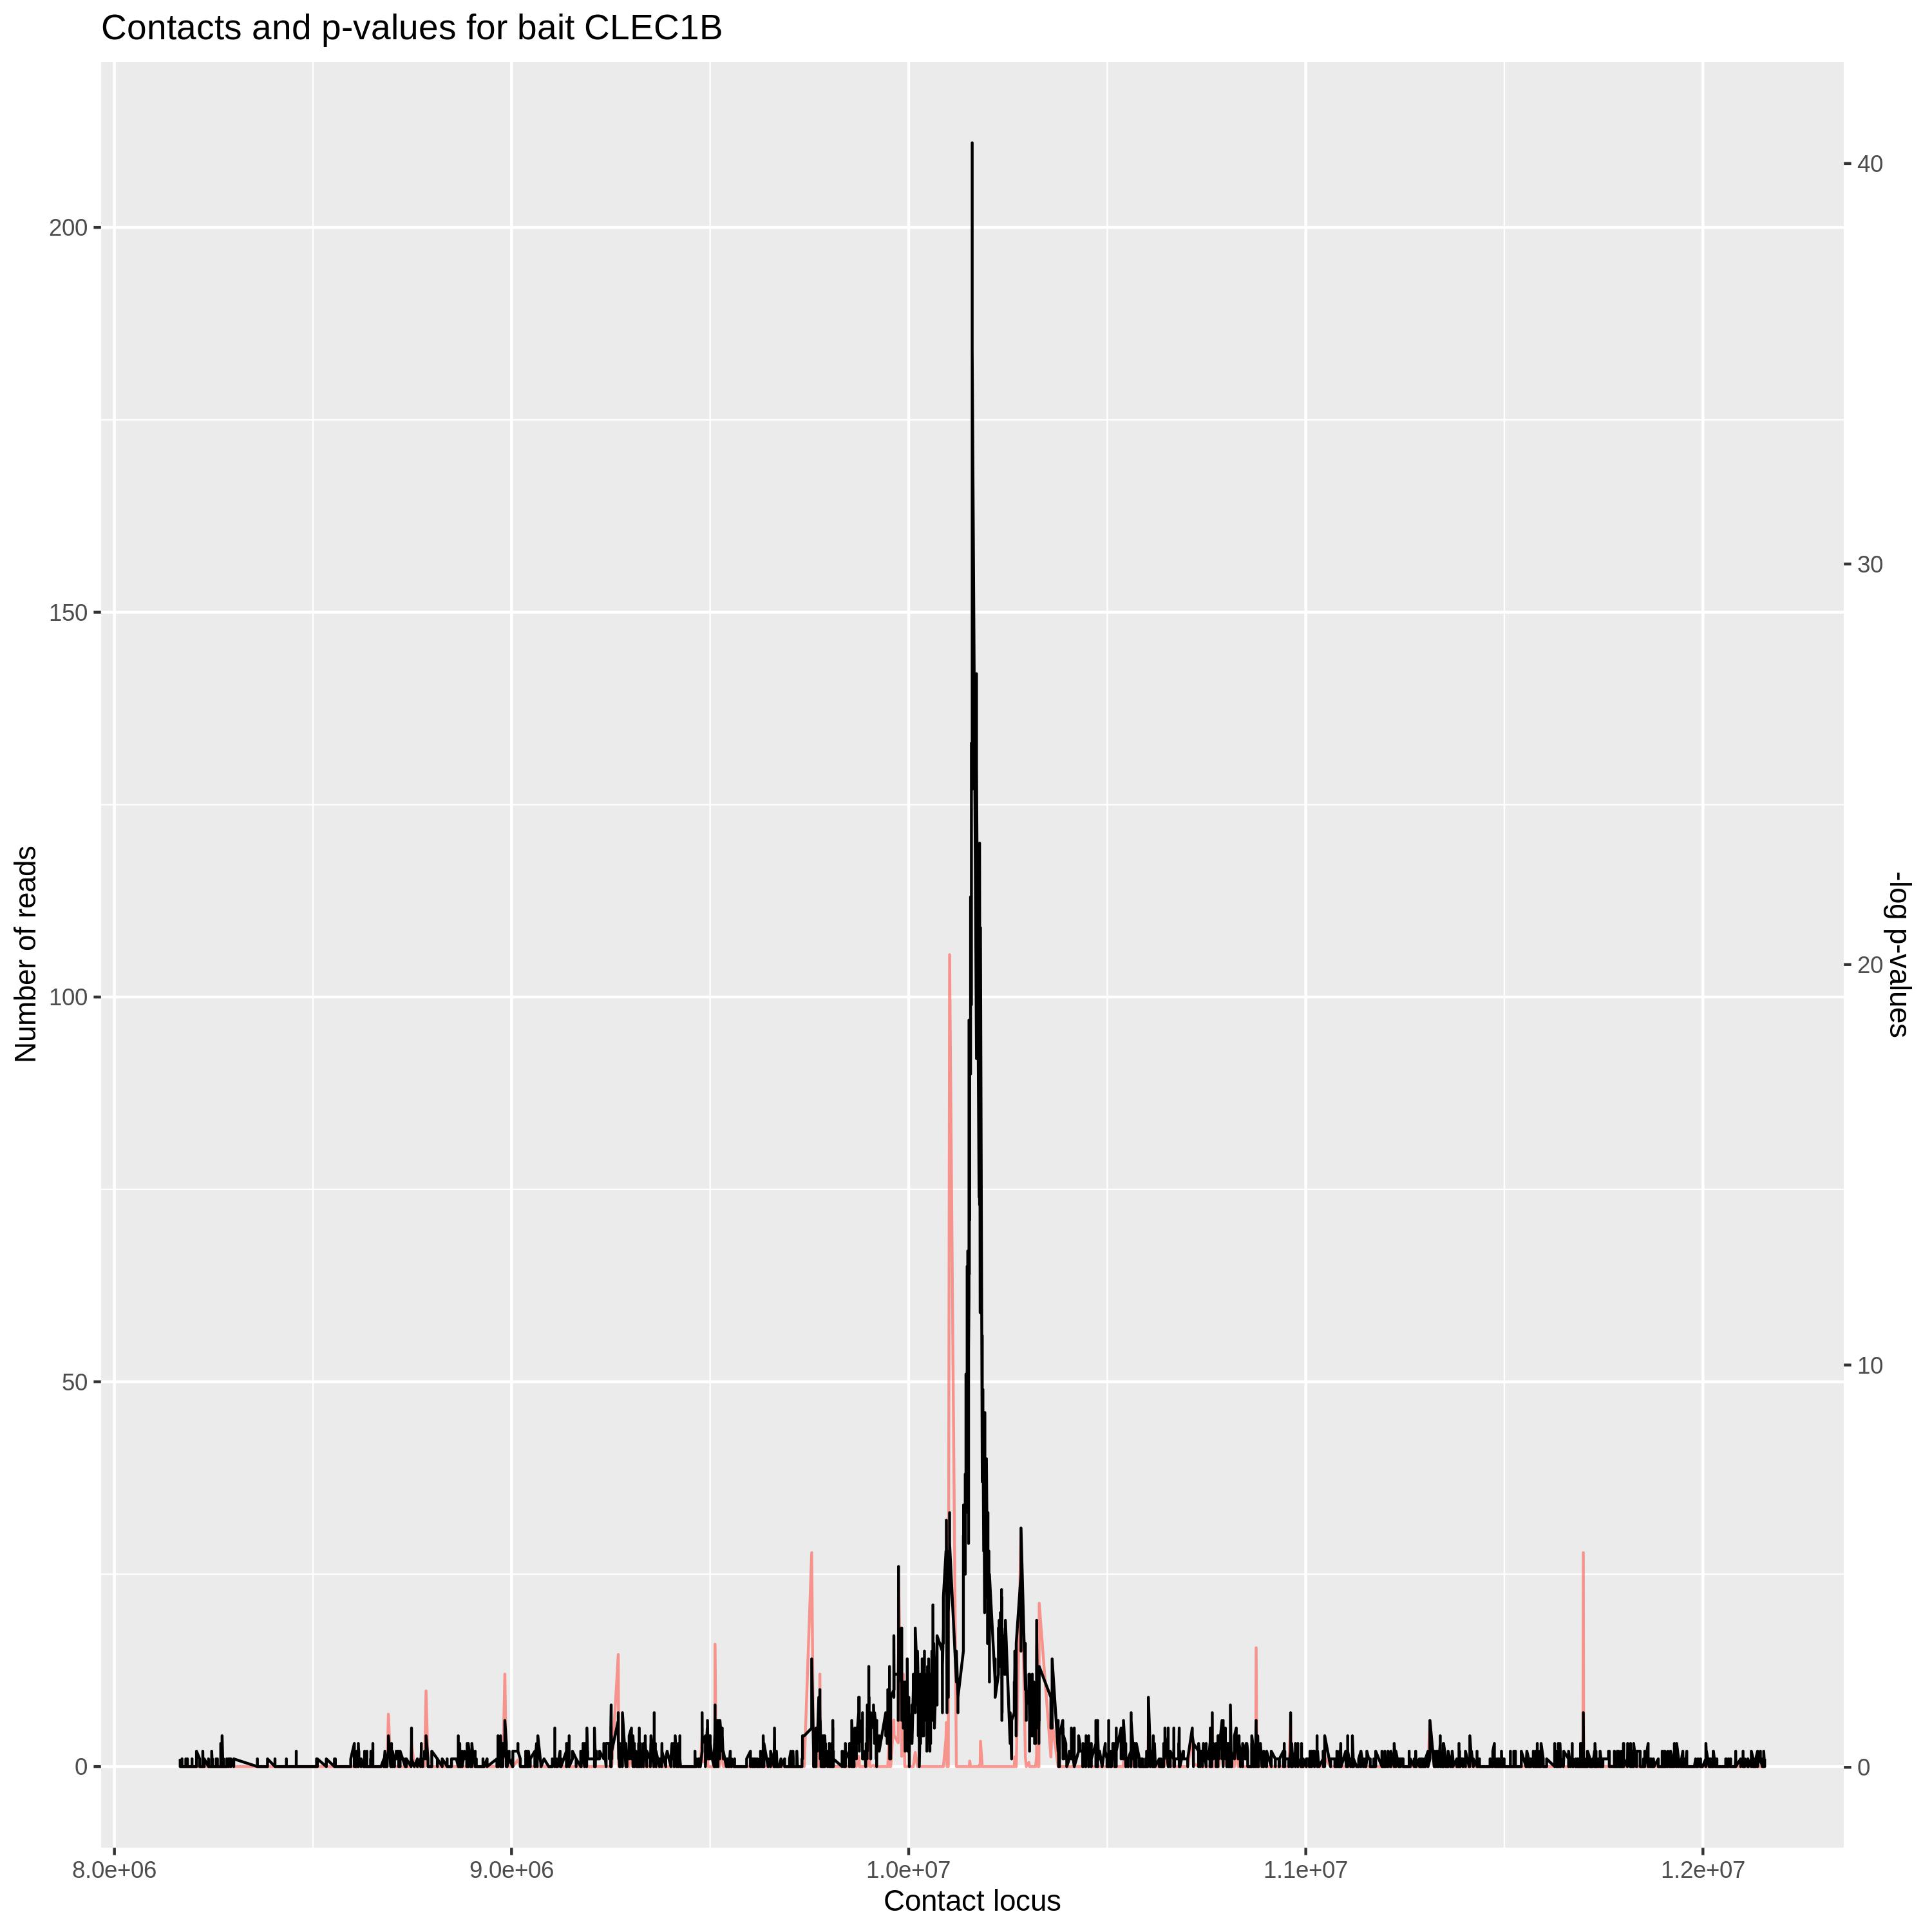 Contacts and p-values for bait CLEC1B
Number of reads
200
150
100
50
0
40
30
20
10
0
-log p-values
8.0e+06
9.0e+06
1.0e+07
1.1e+07
1.2e+07
Contact locus